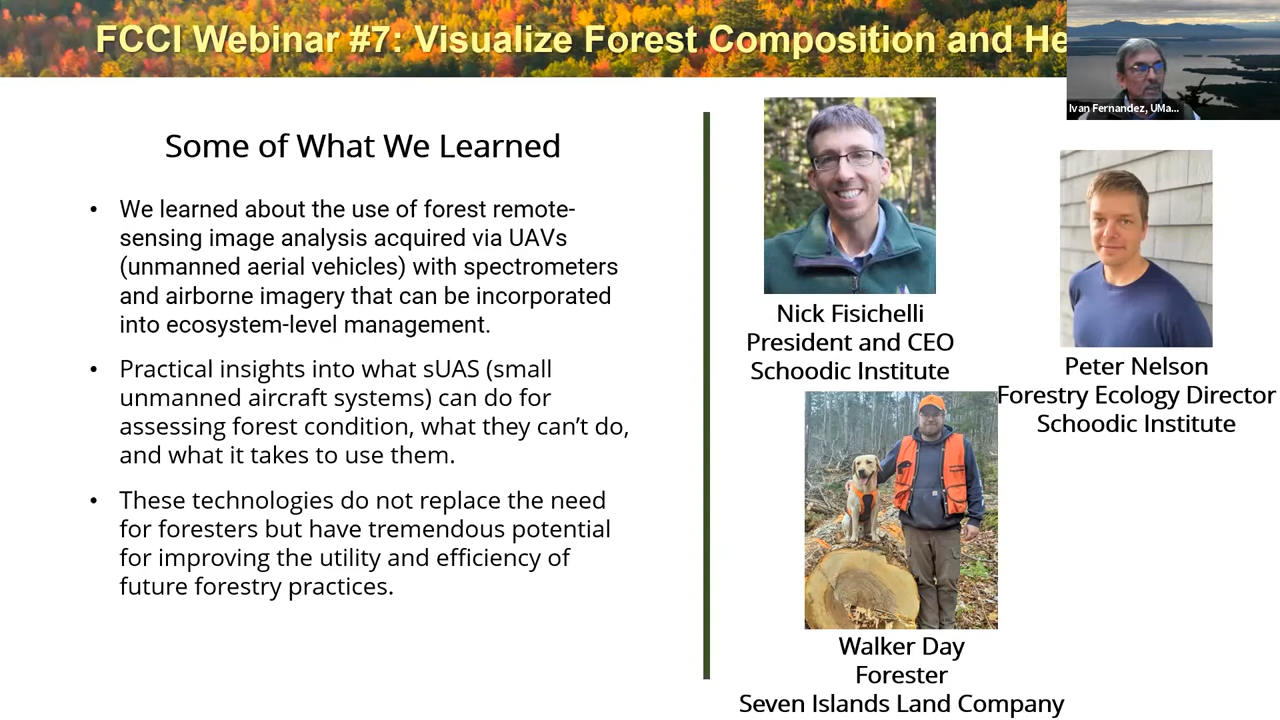 FCCI Webinar #7: Visualize Forest Composition and He
Ivan Fernandez, UMa...
Some of What We Learned
• We learned about the use of forest remote-
sensing image analysis acquired via UAVs
(unmanned aerial vehicles) with spectrometers
and airborne imagery that can be incorporated
into ecosystem-level management.
• Practical insights into what sUAS (small
unmanned aircraft systems) can do for
assessing forest condition, what they can't do,
and what it takes to use them.
• These technologies do not replace the need
for foresters but have tremendous potential
for improving the utility and efficiency of
future forestry practices.
Nick Fisichelli
President and CEO
Schoodic Institute
Peter Nelson
Forestry Ecology Director
Schoodic Institute
Walker Day
Forester
Seven Islands Land Company